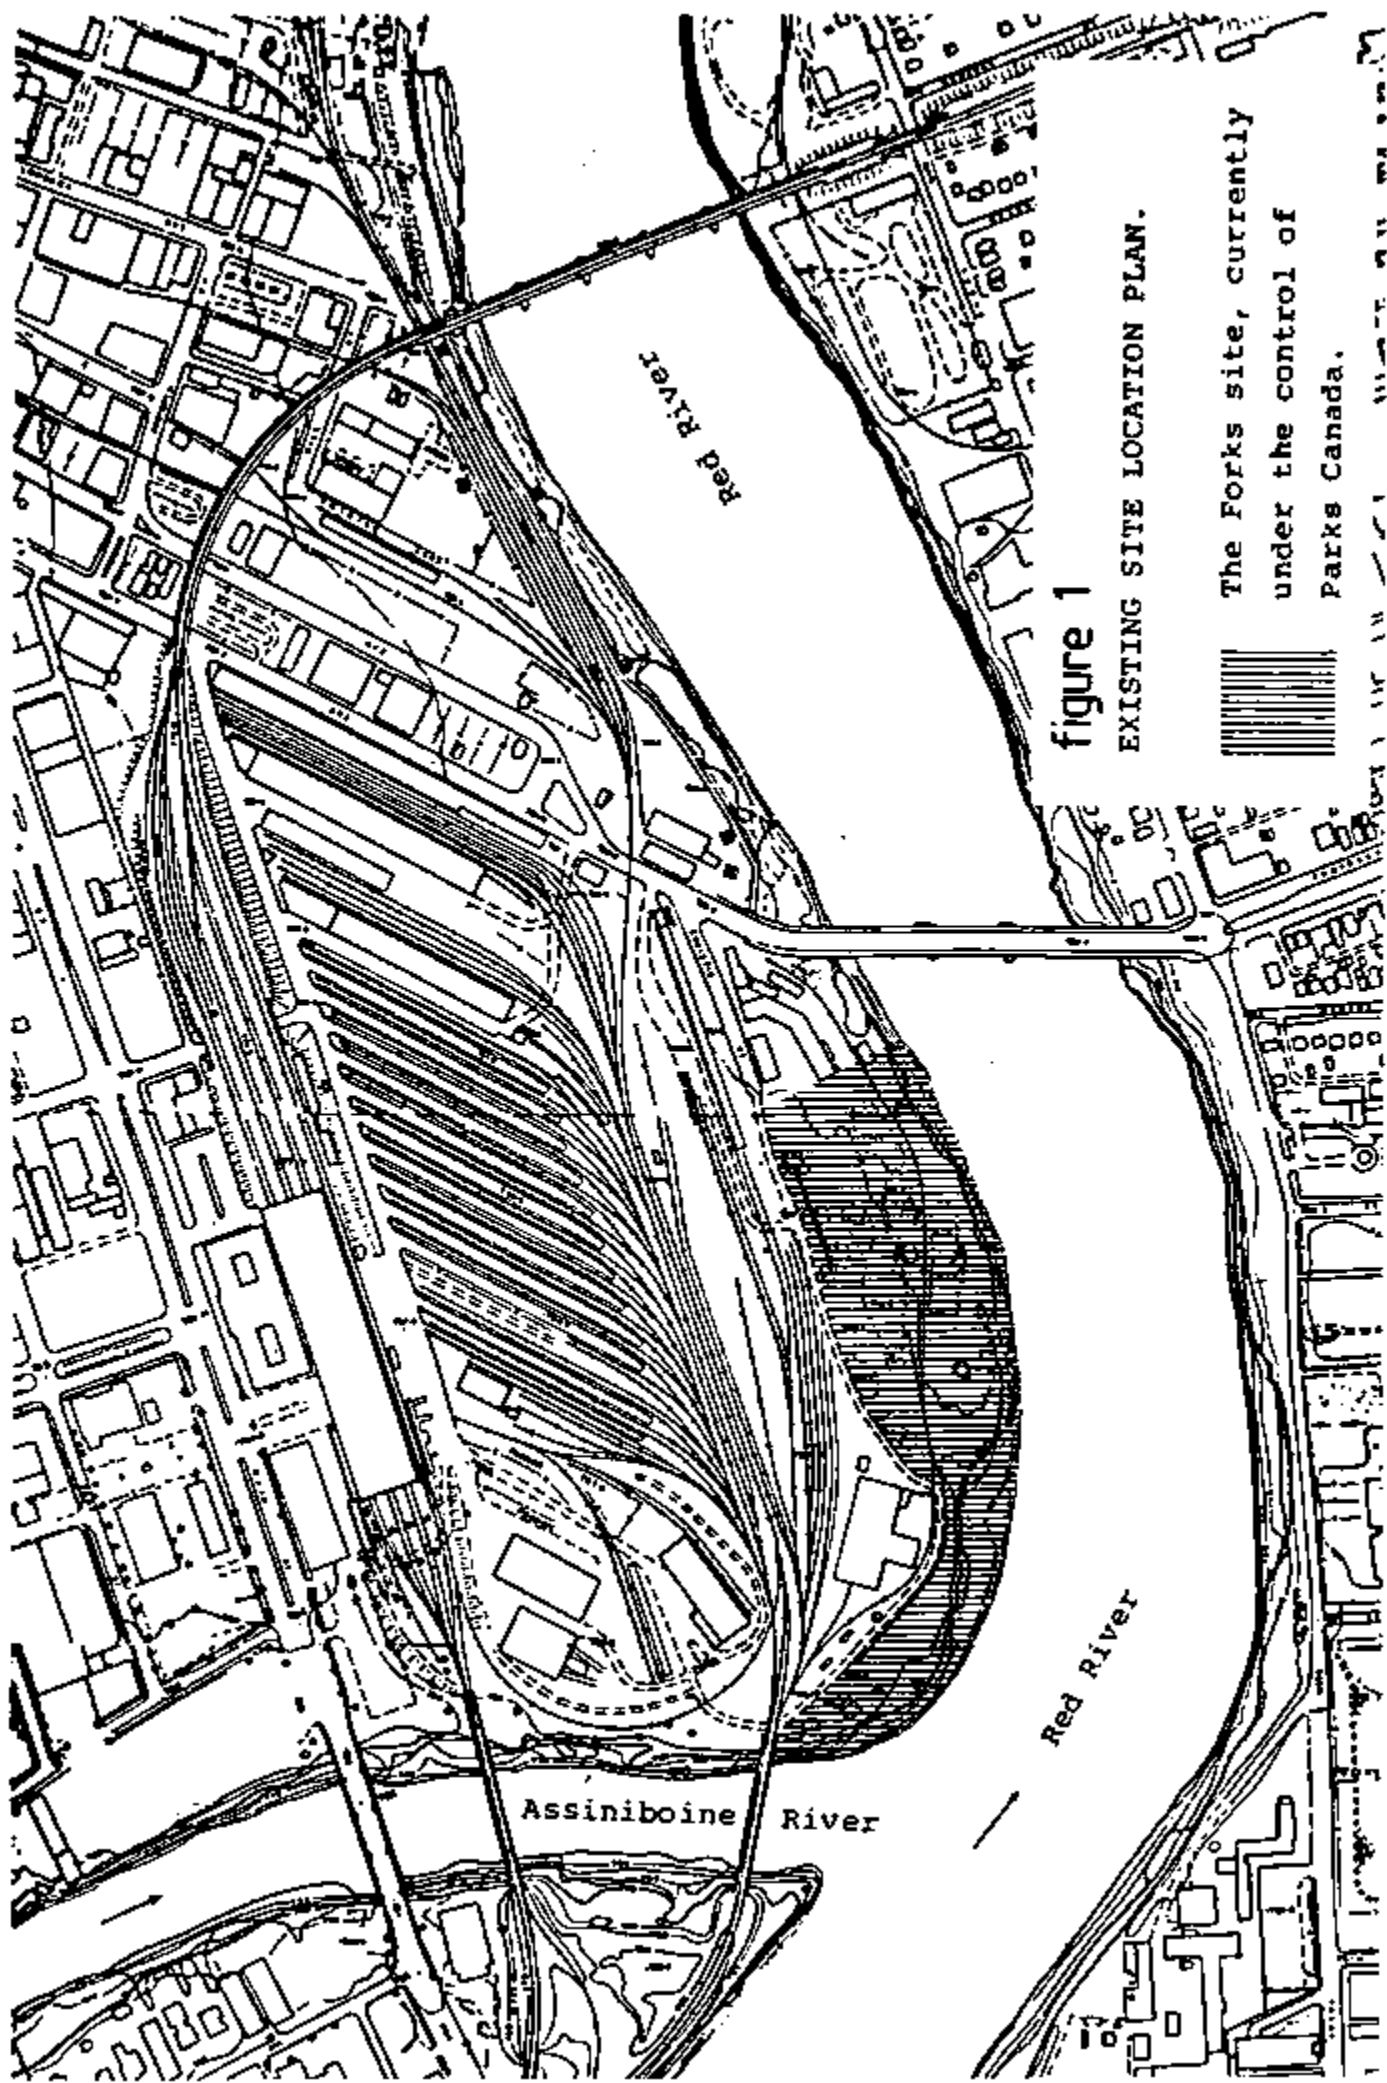 figure 1
EXISTING SITE LOCATION PLAN.
The Forks site, currently
under the control of
Parks Canada.
Red River
Assiniboine River
Red River